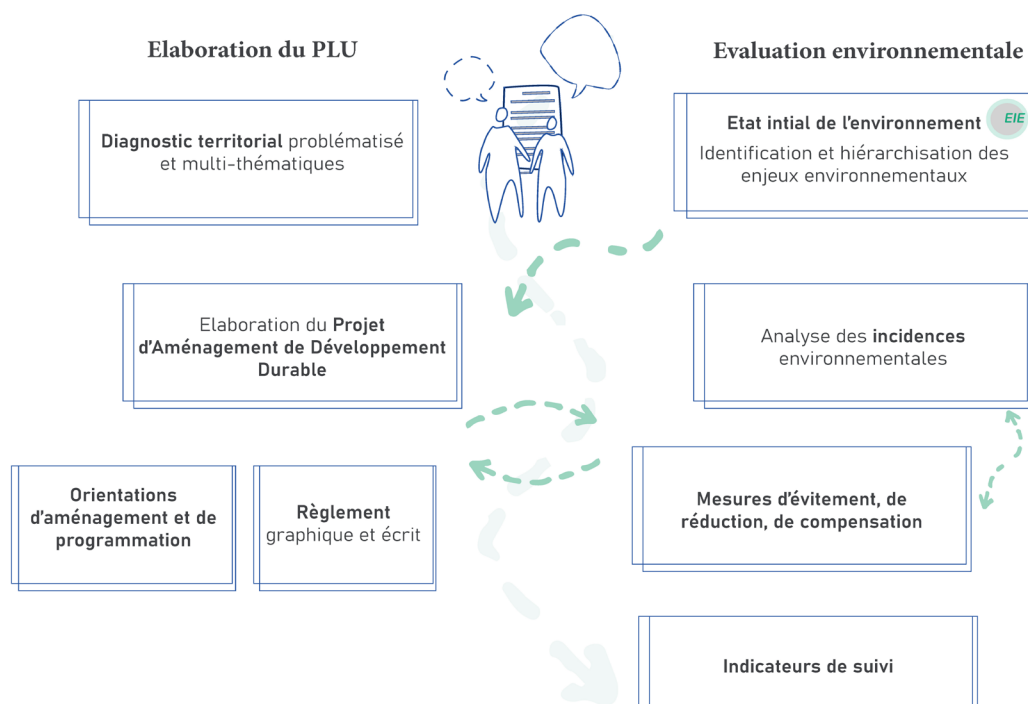 Elaboration du PLU
Evaluation environnementale
Diagnostic territorial problématisé
et multi-thématiques
Etat intial de l'environnement
EIE
Identification et hiérarchisation des
enjeux environnementaux
Elaboration du Projet
d'Aménagement de Développement
Durable
Analyse des incidences
environnementales
Orientations
d'aménagement et de
programmation
Règlement
graphique et écrit
Mesures d'évitement, de
réduction, de compensation
Indicateurs de suivi